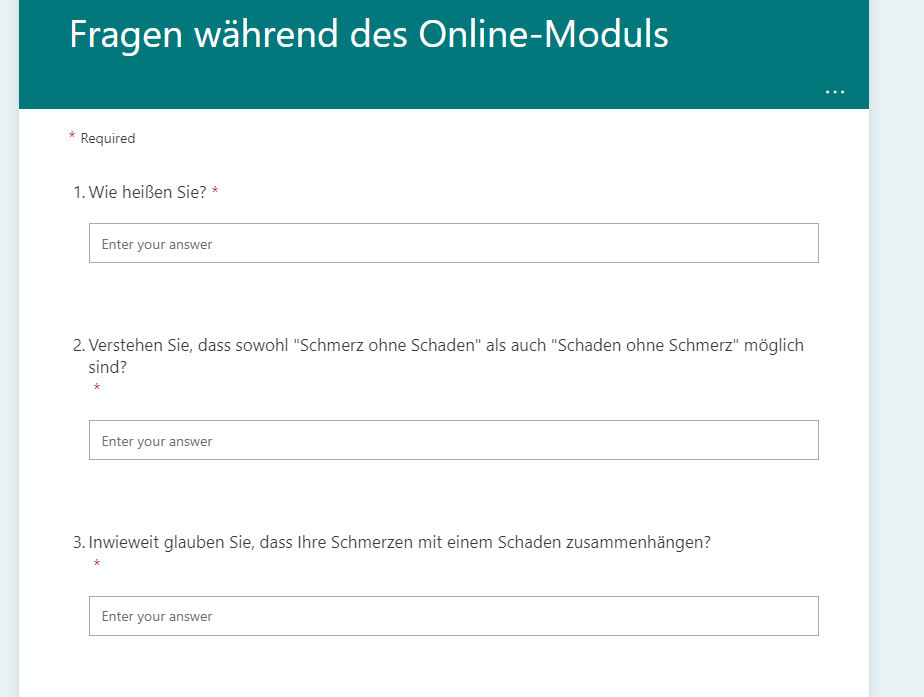 Fragen während des Online-Moduls
...
* Required
1. Wie heißen Sie? *
Enter your answer
2. Verstehen Sie, dass sowohl "Schmerz ohne Schaden" als auch "Schaden ohne Schmerz" möglich
sind?
*
Enter your answer
3. Inwieweit glauben Sie, dass Ihre Schmerzen mit einem Schaden zusammenhängen?
*
Enter your answer